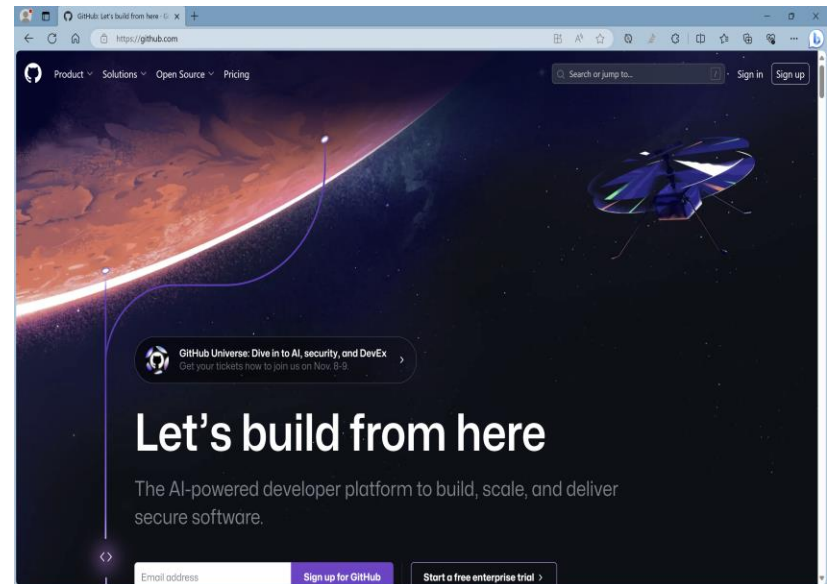 GitHub: Let's build from here · G
https://github.com
Product Solutions Open Source Pricing
Search or jump to... /
Sign in
Sign up
GitHub Universe: Dive in to AI, security, and DevEx
Get your tickets now to join us on Nov. 8-9.
Let's build from here
The AI-powered developer platform to build, scale, and deliver
secure software.
Email address
Sign up for GitHub
Start a free enterprise trial